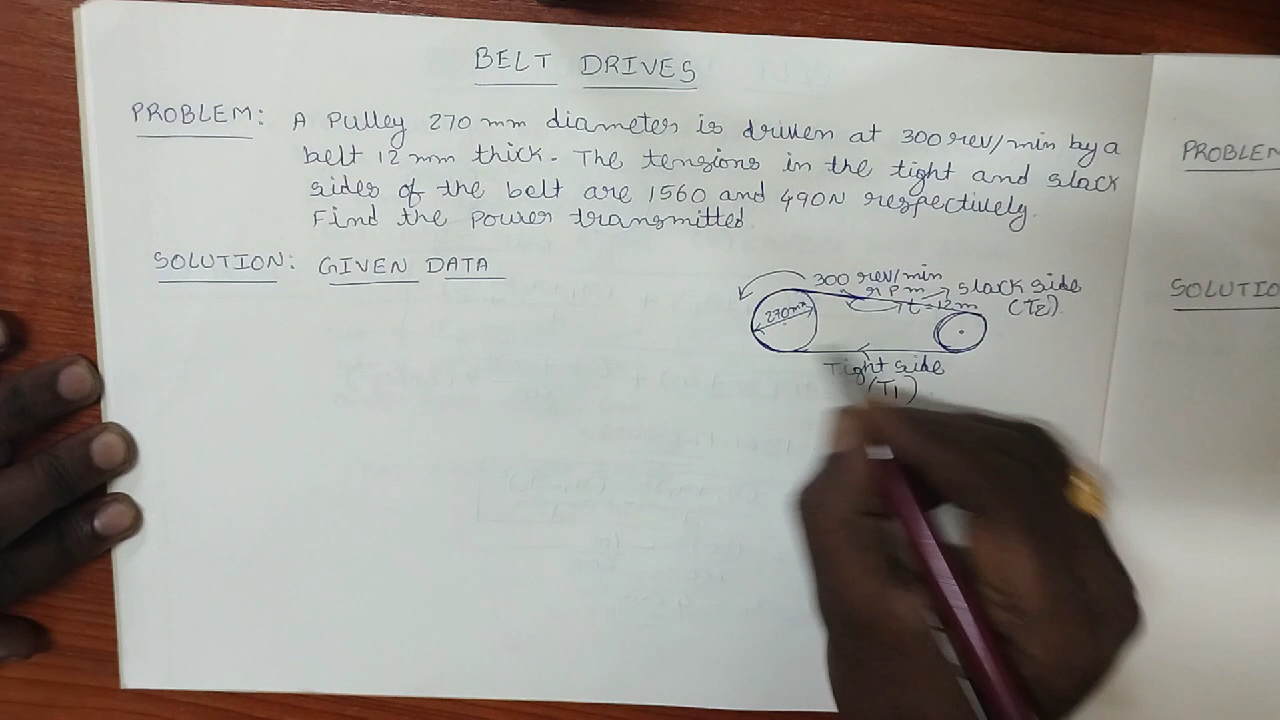 BELT DRIVES
PROBLEM: A Pulley 270 mm diameter is driven at 300 rev/min by a
belt 12 mm thick. The tensions in the tight and slack
sides of the belt are 1560 and 490N respectively.
Find the Power transmitted.
SOLUTION: GIVEN DATA
300 rev/min
rpm
slack side
(T2)
t=12m
270m
Tight side
(T1)
PROBLEM
SOLUTIO